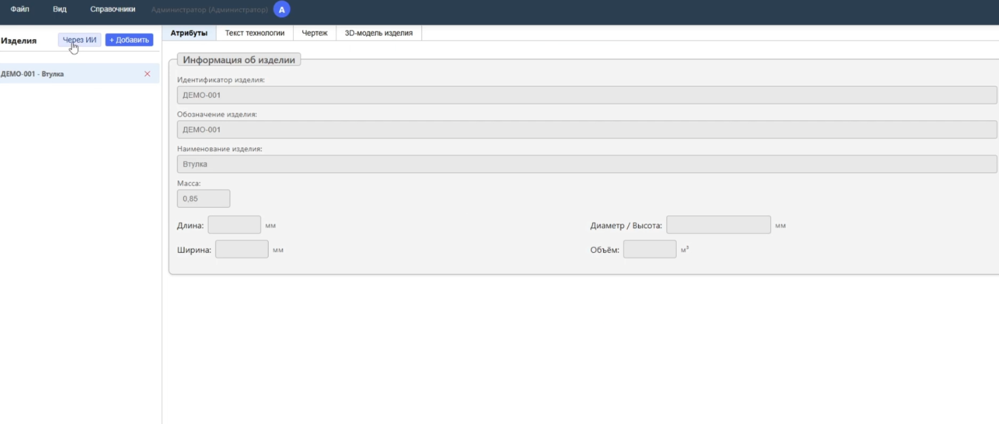 Файл Вид Справочники Администратор (Администратор) А
Изделия Через ИИ + Добавить
ДЕМО-001 - Втулка
Атрибуты Текст технологии Чертеж 3D-модель изделия
Информация об изделии
Идентификатор изделия:
ДЕМО-001
Обозначение изделия:
ДЕМО-001
Наименование изделия:
Втулка
Масса:
0,85
Длина: мм Диаметр / Высота: мм
Ширина: мм Объём: м³